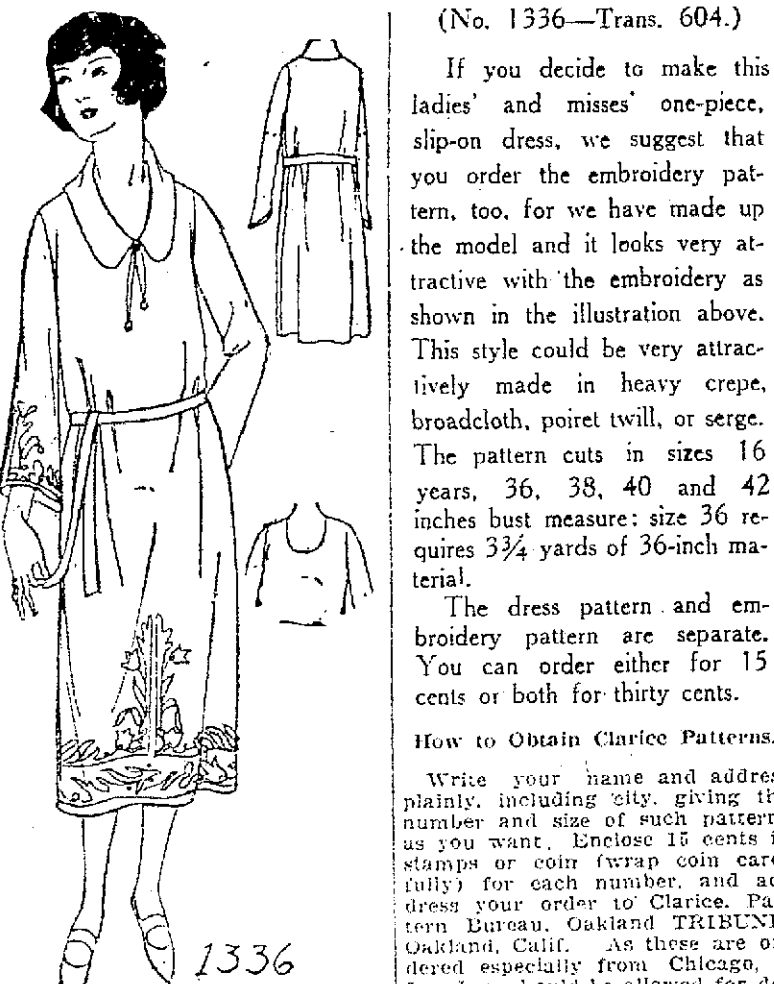 (No. 1336—Trans. 604.)
If you decide to make this
ladies' and misses' one-piece,
slip-on dress, we suggest that
you order the embroidery pat-
tern, too, for we have made up
the model and it looks very at-
tractive with the embroidery as
shown in the illustration above.
This style could be very attrac-
tively made in heavy crepe,
broadcloth, poiret twill, or serge.
The pattern cuts in sizes 16
years, 36, 38, 40 and 42
inches bust measure: size 36 re-
quires 3¾ yards of 36-inch ma-
terial.
The dress pattern and em-
broidery pattern are separate.
You can order either for 15
cents or both for thirty cents.
How to Obtain Clarice Patterns.
Write your name and addres
plainly, including city, giving th
number and size of such pattern
as you want. Enclose 15 cents i
stamps or coin (wrap coin care
fully) for each number, and ad
dress your order to Clarice. Pat
tern Bureau, Oakland TRIBUNE
Oakland, Calif. As these are or
dered especially from Chicago,
should be allowed for de
1336